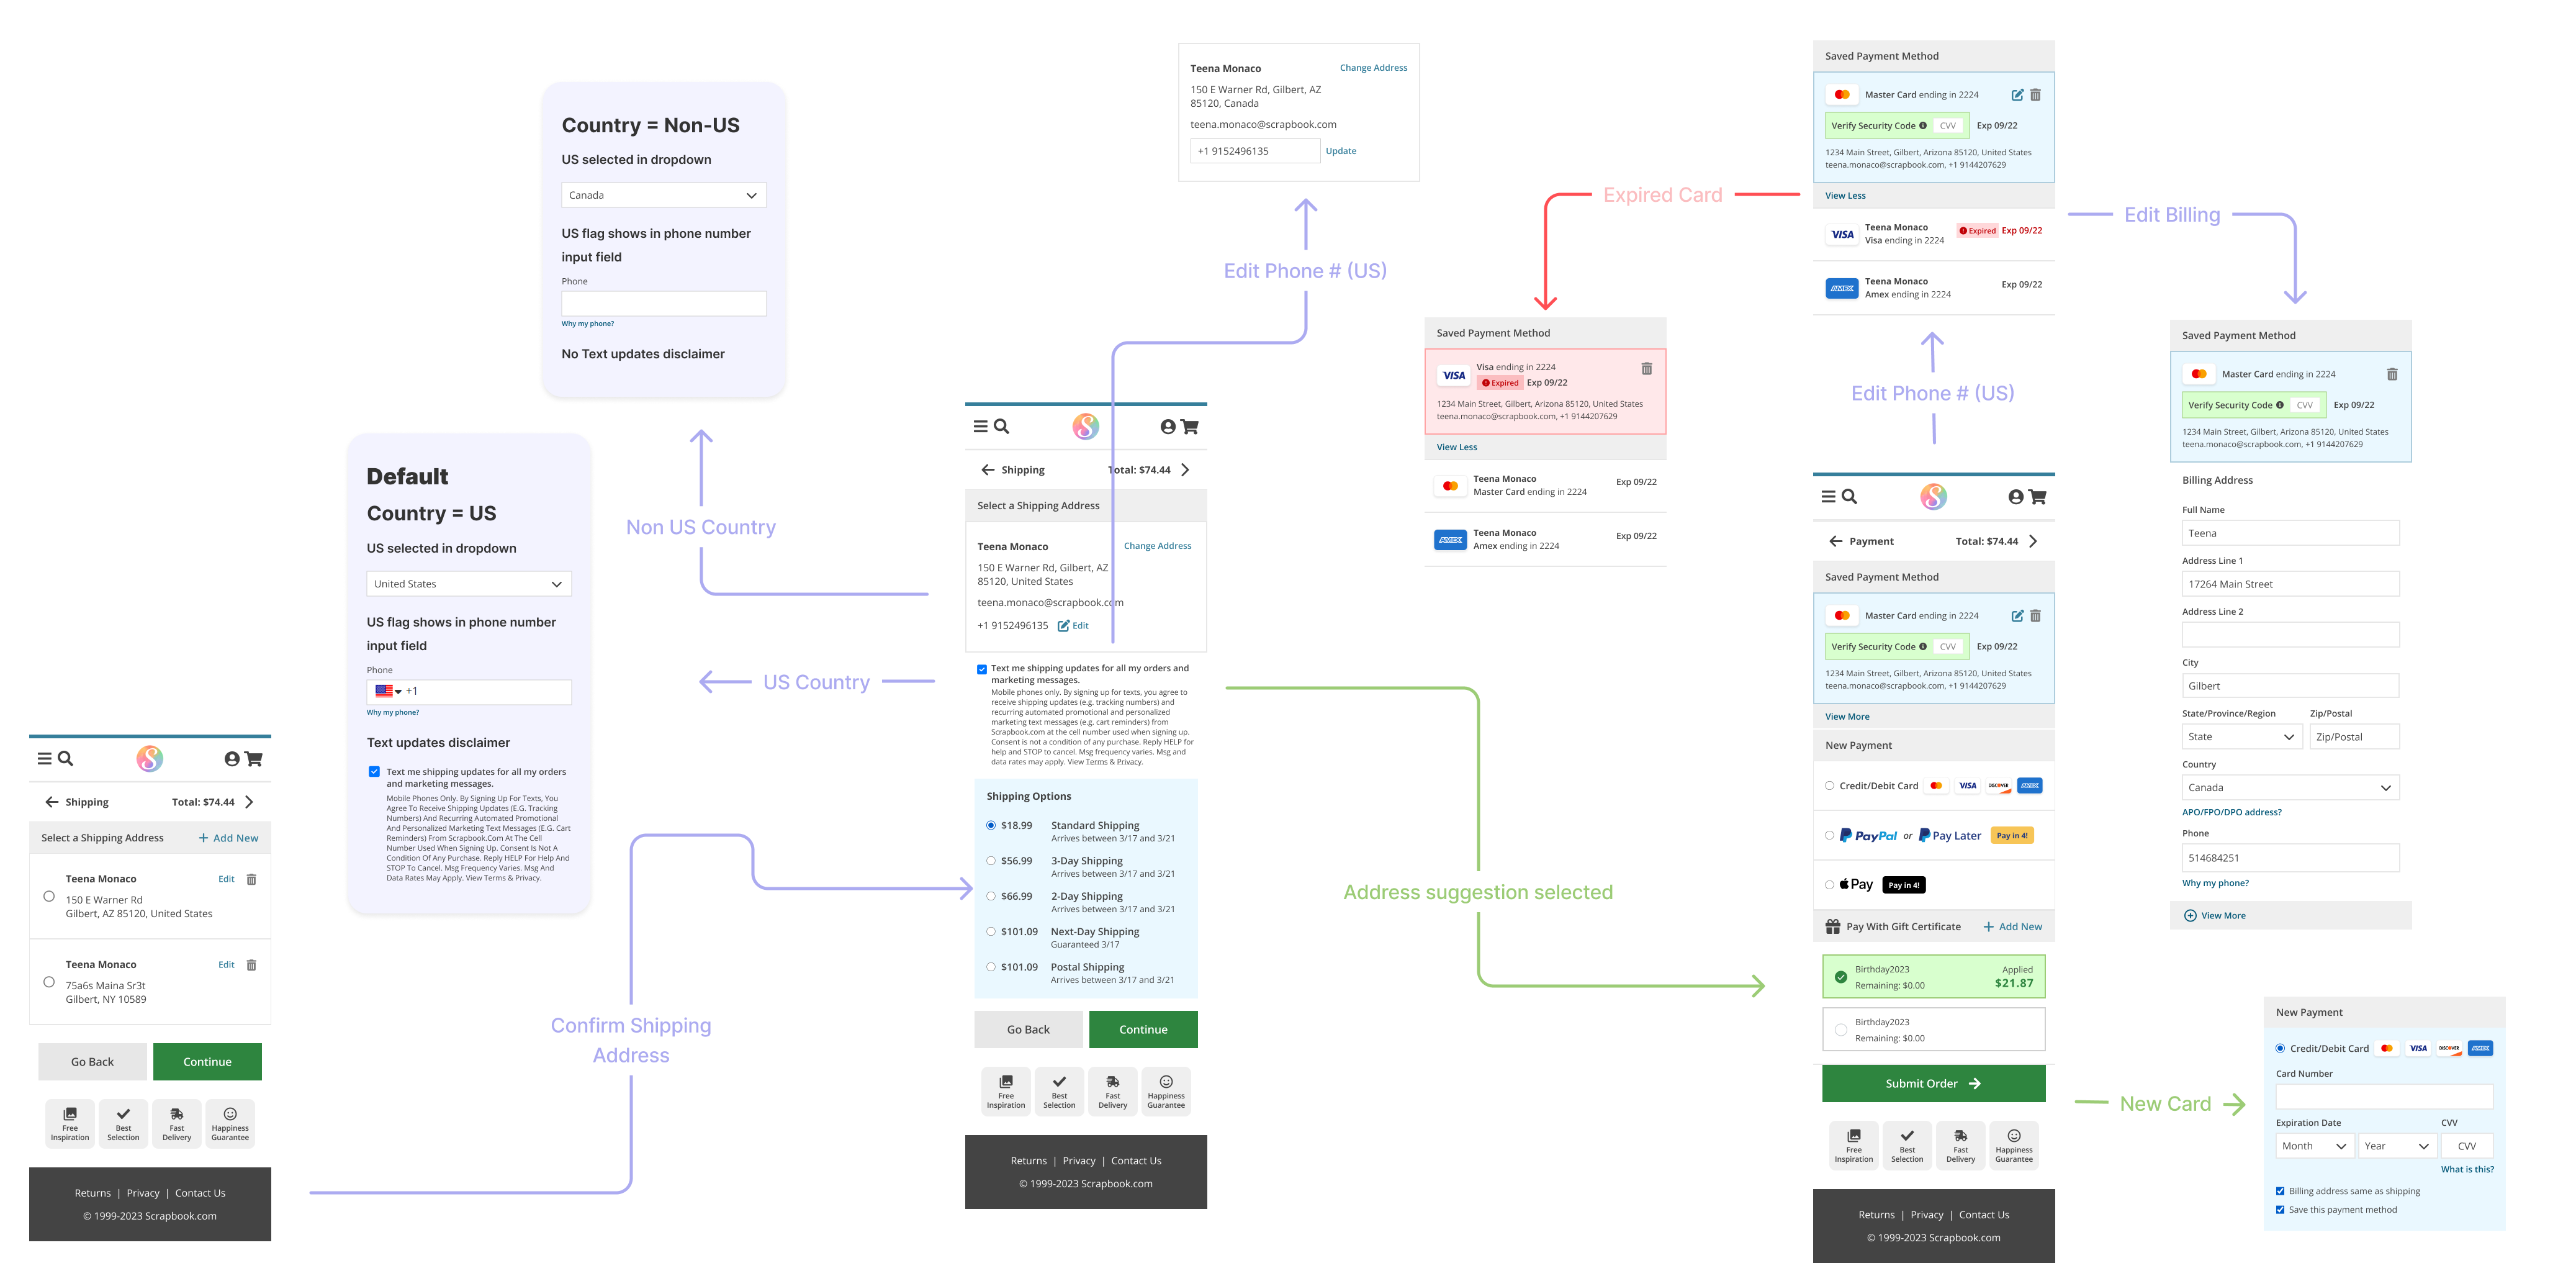 Shipping
Total: $74.44
Select a Shipping Address
Add New
Teena Monaco
Edit
150 E Warner Rd
Gilbert, AZ 85120, United States
Teena Monaco
Edit
75a6s Maina Sr3t
Gilbert, NY 10589
Go Back
Continue
Free
Inspiration
Best
Selection
Fast
Delivery
Happiness
Guarantee
Returns | Privacy | Contact Us
© 1999-2023 Scrapbook.com
Confirm Shipping
Address
Default
Country = US
US selected in dropdown
United States
US flag shows in phone number
input field
Phone
+1
Why my phone?
Text updates disclaimer
Text me shipping updates for all my orders
and marketing messages.
Mobile Phones Only. By Signing Up For Texts, You
Agree To Receive Shipping Updates (E.G. Tracking
Numbers) And Recurring Automated Promotional
And Personalized Marketing Text Messages (E.G. Cart
Reminders) From Scrapbook.Com At The Cell
Number Used When Signing Up. Consent Is Not A
Condition Of Any Purchase. Reply HELP For Help And
STOP To Cancel. Msg Frequency Varies. Msg And
Data Rates May Apply. View Terms & Privacy.
Country = Non-US
US selected in dropdown
Canada
US flag shows in phone number
input field
Phone
Why my phone?
No Text updates disclaimer
Non US Country
US Country
Shipping
Total: $74.44
Select a Shipping Address
Teena Monaco
Change Address
150 E Warner Rd, Gilbert, AZ
85120, United States
teena.monaco@scrapbook.com
+1 9152496135
Edit
Text me shipping updates for all my orders and
marketing messages.
Mobile phones only. By signing up for texts, you agree to
receive shipping updates (e.g. tracking numbers) and
recurring automated promotional and personalized
marketing text messages (e.g. cart reminders) from
Scrapbook.com at the cell number used when signing up.
Consent is not a condition of any purchase. Reply HELP for
help and STOP to cancel. Msg frequency varies. Msg and
data rates may apply. View Terms & Privacy.
Shipping Options
$18.99 Standard Shipping
Arrives between 3/17 and 3/21
$56.99 3-Day Shipping
Arrives between 3/17 and 3/21
$66.99 2-Day Shipping
Arrives between 3/17 and 3/21
$101.09 Next-Day Shipping
Guaranteed 3/17
$101.09 Postal Shipping
Arrives between 3/17 and 3/21
Go Back
Continue
Free
Inspiration
Best
Selection
Fast
Delivery
Happiness
Guarantee
Returns | Privacy | Contact Us
© 1999-2023 Scrapbook.com
Edit Phone # (US)
Teena Monaco
Change Address
150 E Warner Rd, Gilbert, AZ
85120, Canada
teena.monaco@scrapbook.com
+1 9152496135
Update
Address suggestion selected
Expired Card
Saved Payment Method
VISA
Visa ending in 2224
Expired Exp 09/22
1234 Main Street, Gilbert, Arizona 85120, United States
teena.monaco@scrapbook.com, +1 9144207629
View Less
Teena Monaco
Master Card ending in 2224
Exp 09/22
AMEX
Teena Monaco
Amex ending in 2224
Exp 09/22
Saved Payment Method
Master Card ending in 2224
Verify Security Code CVV Exp 09/22
1234 Main Street, Gilbert, Arizona 85120, United States
teena.monaco@scrapbook.com, +1 9144207629
View Less
VISA
Teena Monaco
Visa ending in 2224
Expired Exp 09/22
AMEX
Teena Monaco
Amex ending in 2224
Exp 09/22
Edit Phone # (US)
Payment
Total: $74.44
Saved Payment Method
Master Card ending in 2224
Verify Security Code CVV Exp 09/22
1234 Main Street, Gilbert, Arizona 85120, United States
teena.monaco@scrapbook.com, +1 9144207629
View More
New Payment
Credit/Debit Card VISA DISCOVER AMEX
PayPal or Pay Later Pay in 4!
Pay Pay in 4!
Pay With Gift Certificate
Add New
Birthday2023
Applied
Remaining: $0.00
$21.87
Birthday2023
Remaining: $0.00
Submit Order
Free
Inspiration
Best
Selection
Fast
Delivery
Happiness
Guarantee
Returns | Privacy | Contact Us
© 1999-2023 Scrapbook.com
Edit Billing
Saved Payment Method
Master Card ending in 2224
Verify Security Code CVV Exp 09/22
1234 Main Street, Gilbert, Arizona 85120, United States
teena.monaco@scrapbook.com, +1 9144207629
Billing Address
Full Name
Teena
Address Line 1
17264 Main Street
Address Line 2
City
Gilbert
State/Province/Region
Zip/Postal
State
Zip/Postal
Country
Canada
APO/FPO/DPO address?
Phone
514684251
Why my phone?
View More
New Card
New Payment
Credit/Debit Card VISA DISCOVER AMEX
Card Number
Expiration Date
CVV
Month
Year
CVV
What is this?
Billing address same as shipping
Save this payment method